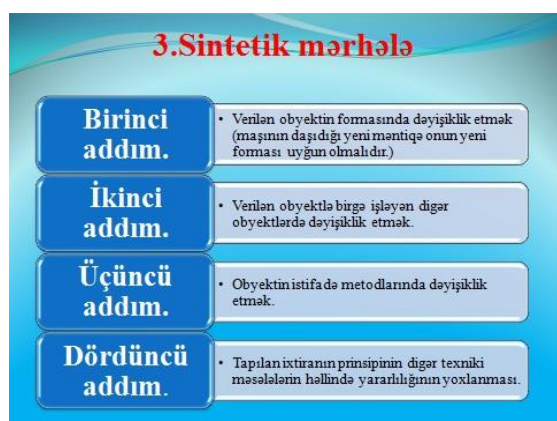 3.Sintetik mərhələ
Birinci
addım.
• Verilən obyektin formasında dəyişiklik etmək
(maşının daşıdığı yeni məntiqə onun yeni
forması uyğun olmalıdır.)
İkinci
addım.
• Verilən obyektlə birgə işləyən digər
obyektlərdə dəyişiklik etmək.
Üçüncü
addım.
• Obyektin istifadə metodlarında dəyişiklik
etmək.
Dördüncü
addım.
• Tapılan ixtiranın prinsipinin digər texniki
məsələlərin həllində yararlılığının yoxlanması.